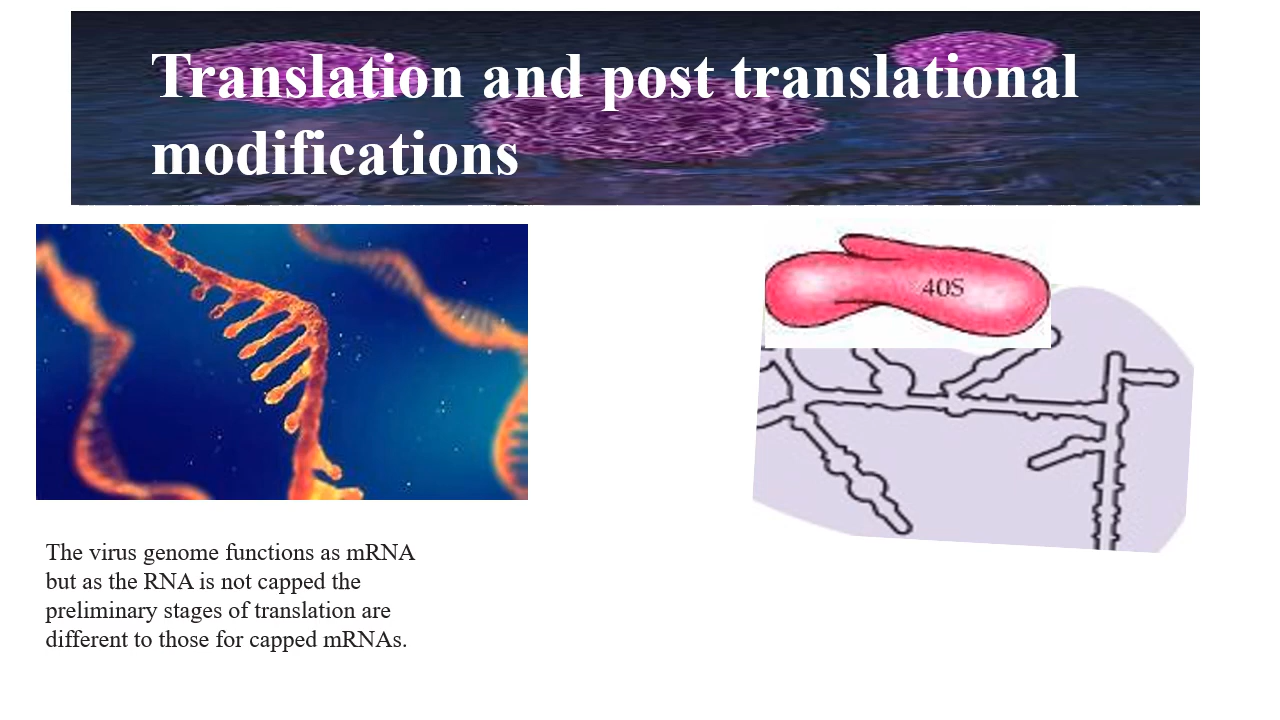 Translation and post translational
modifications
40S
The virus genome functions as mRNA
but as the RNA is not capped the
preliminary stages of translation are
different to those for capped mRNAs.